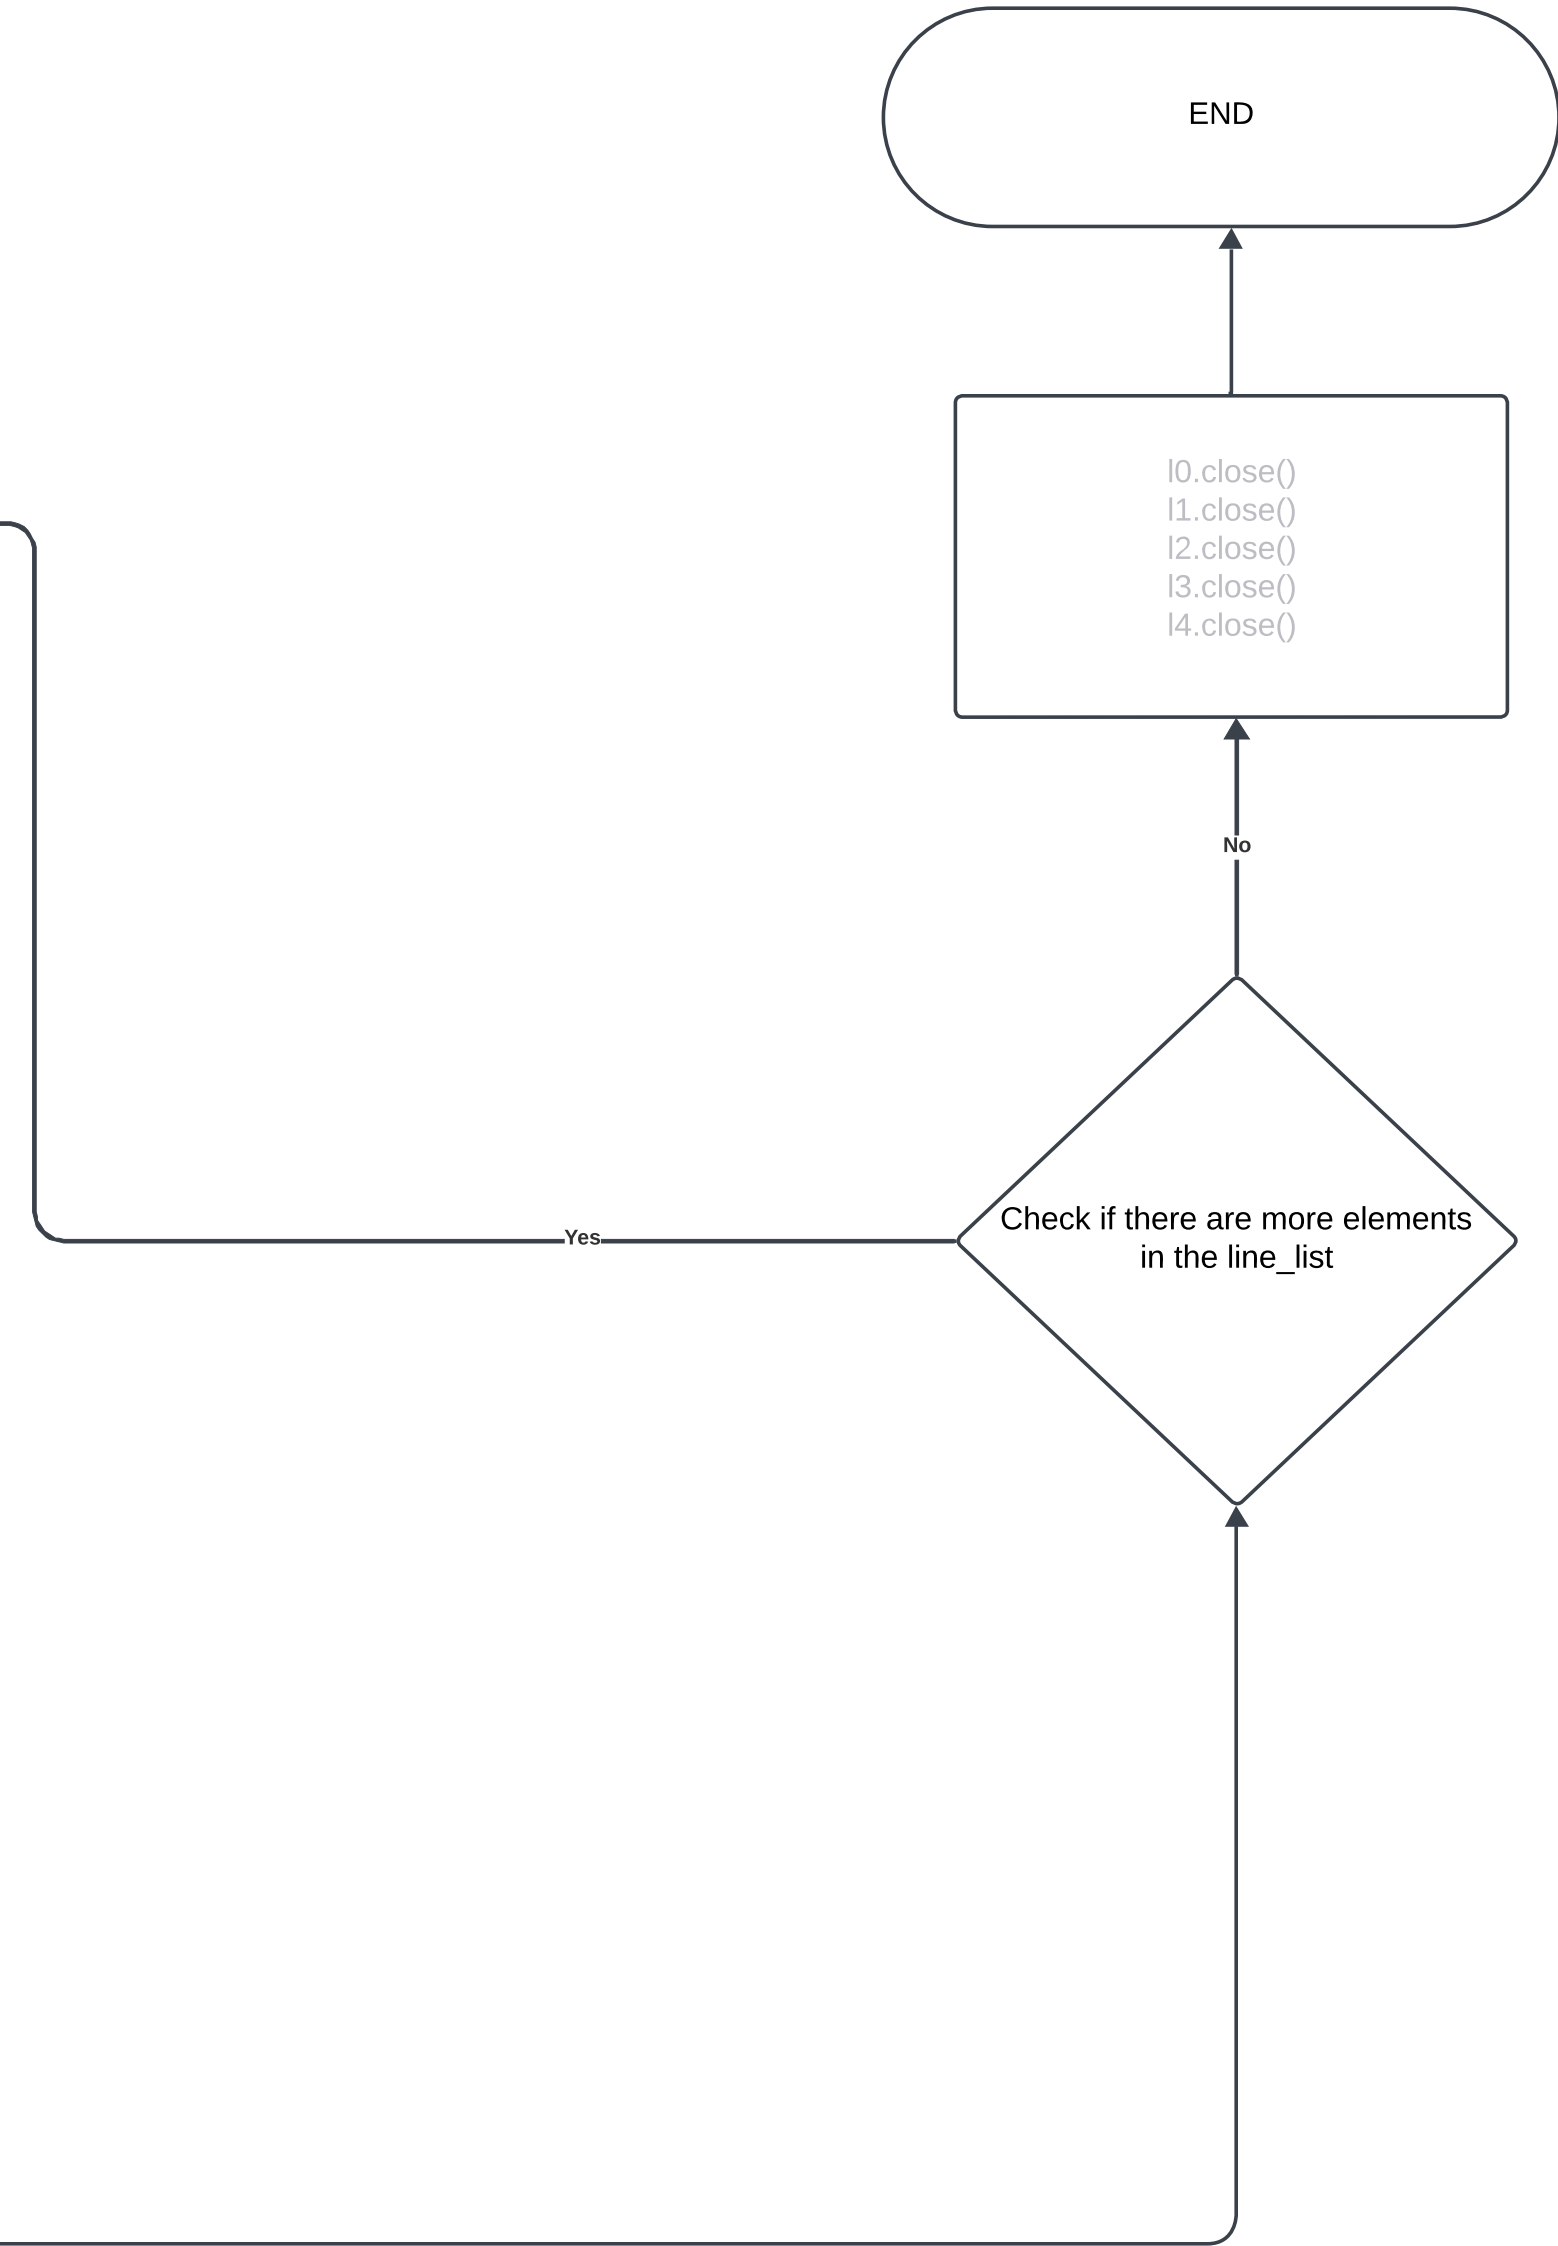 END
l0.close()
l1.close()
l2.close()
l3.close()
l4.close()
No
Yes
Check if there are more elements
in the line_list